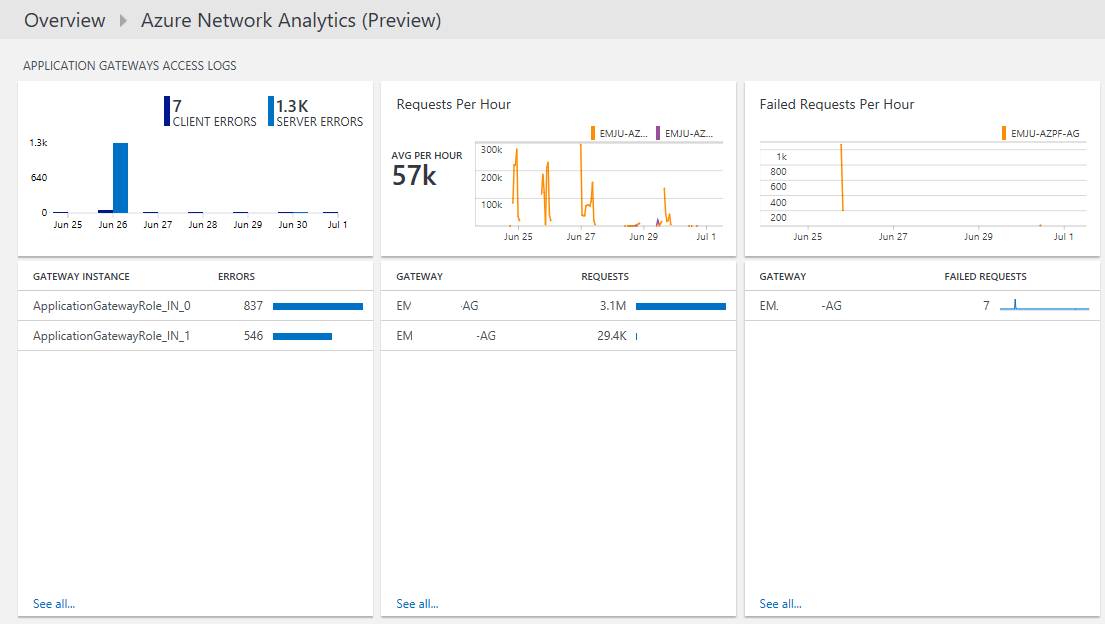 Overview Azure Network Analytics (Preview)
APPLICATION GATEWAYS ACCESS LOGS
7
CLIENT ERRORS
1.3K
SERVER ERRORS
1.3k
640
0
Jun 25 Jun 26 Jun 27 Jun 28 Jun 29 Jun 30 Jul 1
GATEWAY INSTANCE ERRORS
ApplicationGatewayRole_IN_0 837
ApplicationGatewayRole_IN_1 546
See all...
Requests Per Hour
EMJU-AZ... EMJU-AZ...
AVG PER HOUR
57k
300k
200k
100k
Jun 25 Jun 27 Jun 29 Jul 1
GATEWAY REQUESTS
EM -AG 3.1M
EM -AG 29.4K
See all...
Failed Requests Per Hour
EMJU-AZPF-AG
1k
800
600
400
200
Jun 25 Jun 27 Jun 29 Jul 1
GATEWAY FAILED REQUESTS
EM. -AG 7
See all...